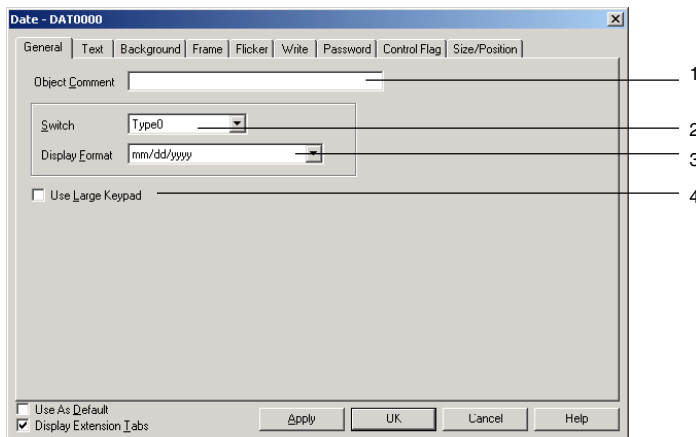 Date - DAT0000
General Text Background Frame Flicker Write Password Control Flag Size/Position
Object Comment 1
Switch Type0 2
Display Format mm/dd/yyyy 3
Use Large Keypad 4
Use As Default
Display Extension Tabs
Apply OK Cancel Help